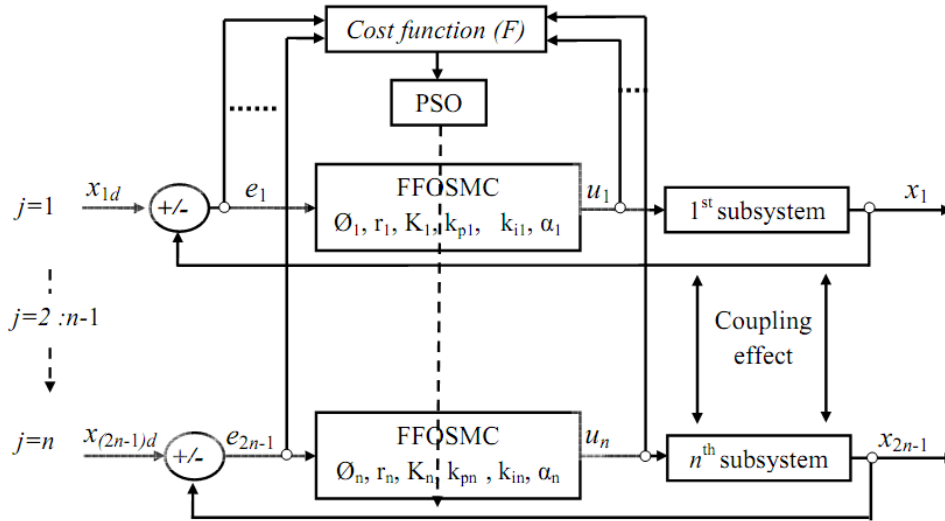 Cost function (F)
PSO
j=1
x1d
+/-
e1
FFOSMC
Ø1, r1, K1, kp1, ki1, α1
u1
1st subsystem
x1
j=2 :n-1
Coupling
effect
j=n
x(2n-1)d
+/-
e2n-1
FFOSMC
Øn, rn, Kn, kpn , kin, αn
un
nth subsystem
x2n-1